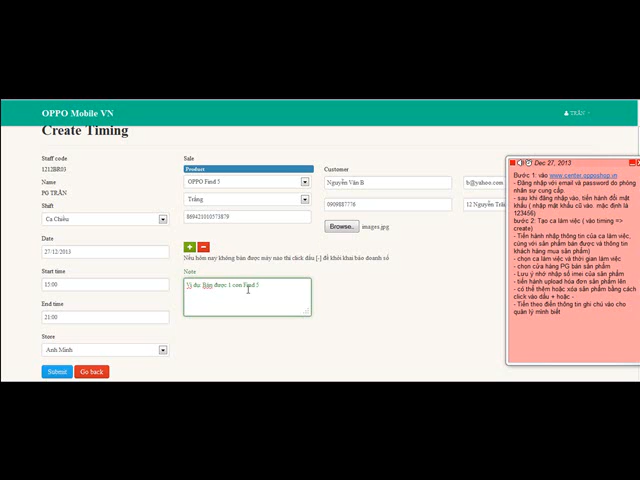 OPPO Mobile VN
TRÂN
Create Timing
Staff code
1212BR03
Name
PG TRÂN
Shift
Ca Chiều
Date
27/12/2013
Start time
15:00
End time
21:00
Store
Anh Minh
Submit
Go back
Sale
Product
OPPO Find 5
Trắng
869421010573879
+
-
Nếu hôm nay không bán được máy nào thì click dấu [-] để khỏi khai báo doanh số
Note
Ví dụ: Bán được 1 con Find 5
Customer
Nguyễn Văn B
b@yahoo.com
0909887776
12 Nguyễn Trãi
Browse..
images.jpg
Dec 27, 2013
Bước 1: vào www.center.opposhop.vn
- Đăng nhập với email và password do phòng
nhân sự cung cấp.
- sau khi đăng nhập vào, tiến hành đổi mật
khẩu ( nhập mật khẩu cũ vào. mặc định là
123456)
bước 2: Tạo ca làm việc ( vào timing =>
create)
- Tiến hành nhập thông tin của ca làm việc,
cùng với sản phẩm bán được và thông tin
khách hàng mua sản phẩm)
- chọn ca làm việc và thời gian làm việc
- chọn cửa hàng PG bán sản phẩm
- Lưu ý nhớ nhập số imei của sản phẩm
- tiến hành upload hóa đơn sản phẩm lên
- có thể thêm hoặc xóa sản phẩm bằng cách
click vào dấu + hoặc -
- Tiến theo điền thông tin ghi chú vào cho
quản lý mình biết